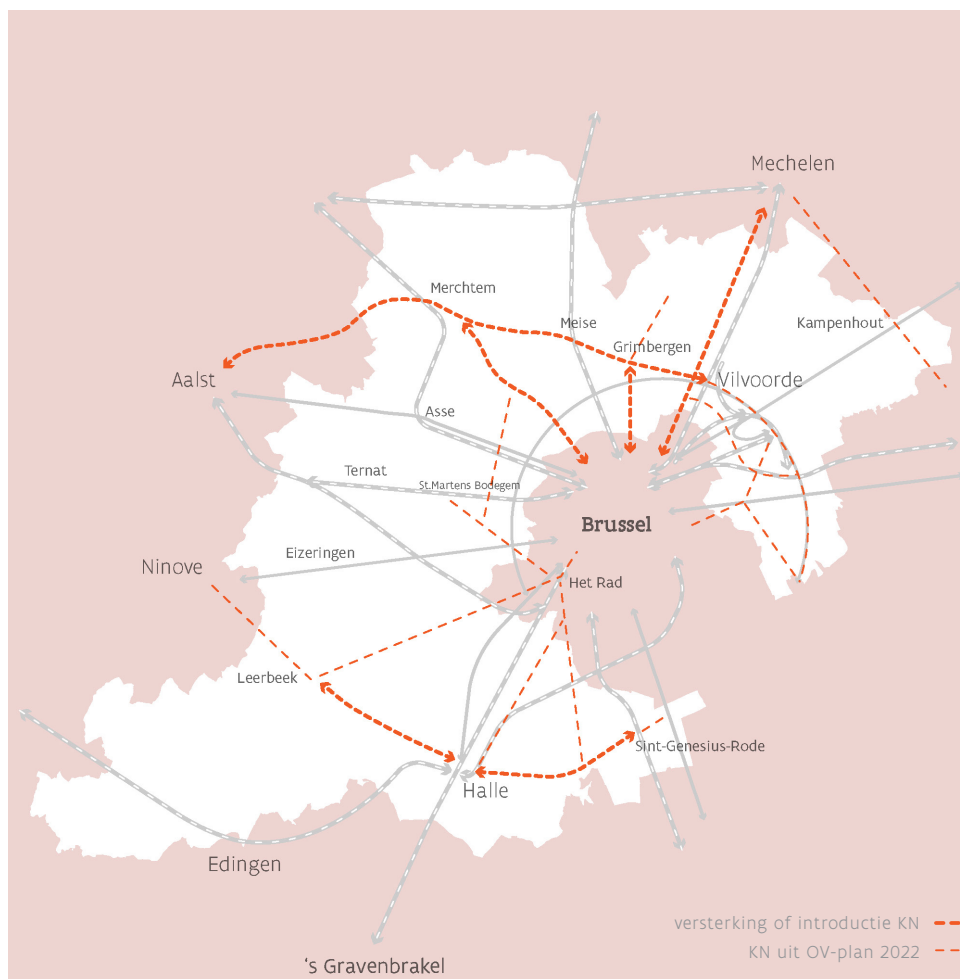 Mechelen
Merchtem
Meise
Kampenhout
Grimbergen
Aalst
Vilvoorde
Asse
Ternat
St.Martens Bodegem
Brussel
Eizeringen
Ninove
Het Rad
Leerbeek
Sint-Genesius-Rode
Halle
Edingen
versterking of introductie KN
KN uit OV-plan 2022
‘s Gravenbrakel